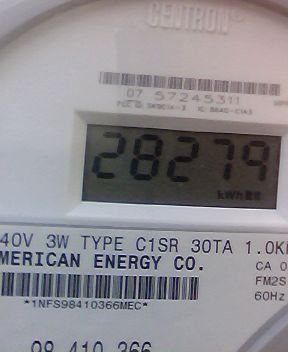 CENTRON®
07 57245311
28279
kWh
40V 3W TYPE C1SR 30TA 1.0K
MERICAN ENERGY CO.
CA 0
FM2S
60Hz
*1NFS98410366MEC*
98 410 366